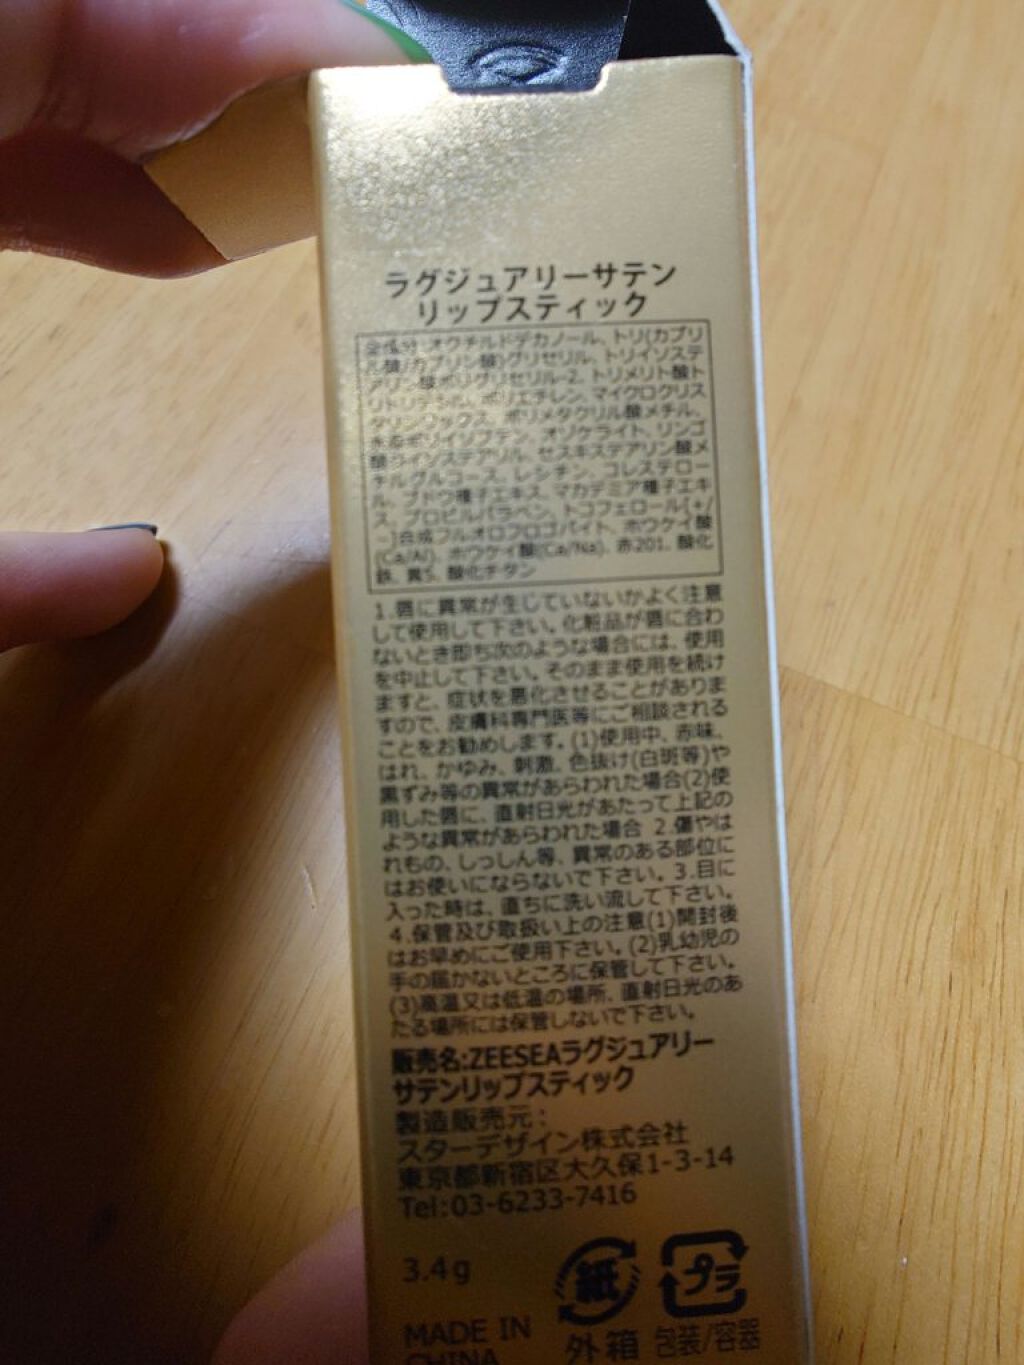 ラグジュアリーサテン
リップスティック
全成分:オクチルドデカノール、トリ(カプリ
ル酸/カプリン酸)グリセリル、トリイソステ
アリン酸ポリグリセリル-2、トリメリト酸ト
リトリデシル、ポリエチレン、マイクロクリス
タリンワックス、ポリメタクリル酸メチル、
水添ポリイソブテン、オゾケライト、リンゴ
酸ジイソステアリル、セスキステアリン酸メ
チルグルコース、レシチン、コレステロー
ル、ブドウ種子エキス、マカデミア種子エキ
ス、プロピルパラベン、トコフェロール[+/
-]合成フルオロフロゴパイト、ホウケイ酸
(Ca/Al)、ホウケイ酸(Ca/Na)、赤201、酸化
鉄、黄5、酸化チタン
1.唇に異常が生じていないかよく注意
して使用して下さい。化粧品が唇に合わ
ないとき即ち次のような場合には、使用
を中止して下さい。そのまま使用を続け
ますと、症状を悪化させることがありま
すので、皮膚科専門医等にご相談される
ことをお勧めします。(1)使用中、赤味、
はれ、かゆみ、刺激、色抜け(白斑等)や
黒ずみ等の異常があらわれた場合(2)使
用した唇に、直射日光があたって上記の
ような異常があらわれた場合 2.傷やは
れもの、しっしん等、異常のある部位に
はお使いにならないで下さい。3.目に
入った時は、直ちに洗い流して下さい。
4.保管及び取扱い上の注意(1)開封後
はお早めにご使用下さい。(2)乳幼児の
手の届かないところに保管して下さい。
(3)高温又は低温の場所、直射日光のあ
たる場所には保管しないで下さい。
販売名:ZEESEAラグジュアリー
サテンリップスティック
製造販売元:
スターデザイン株式会社
東京都新宿区大久保1-3-14
Tel:03-6233-7416
3.4g
紙 プラ
外箱 包装/容器
MADE IN
CHINA